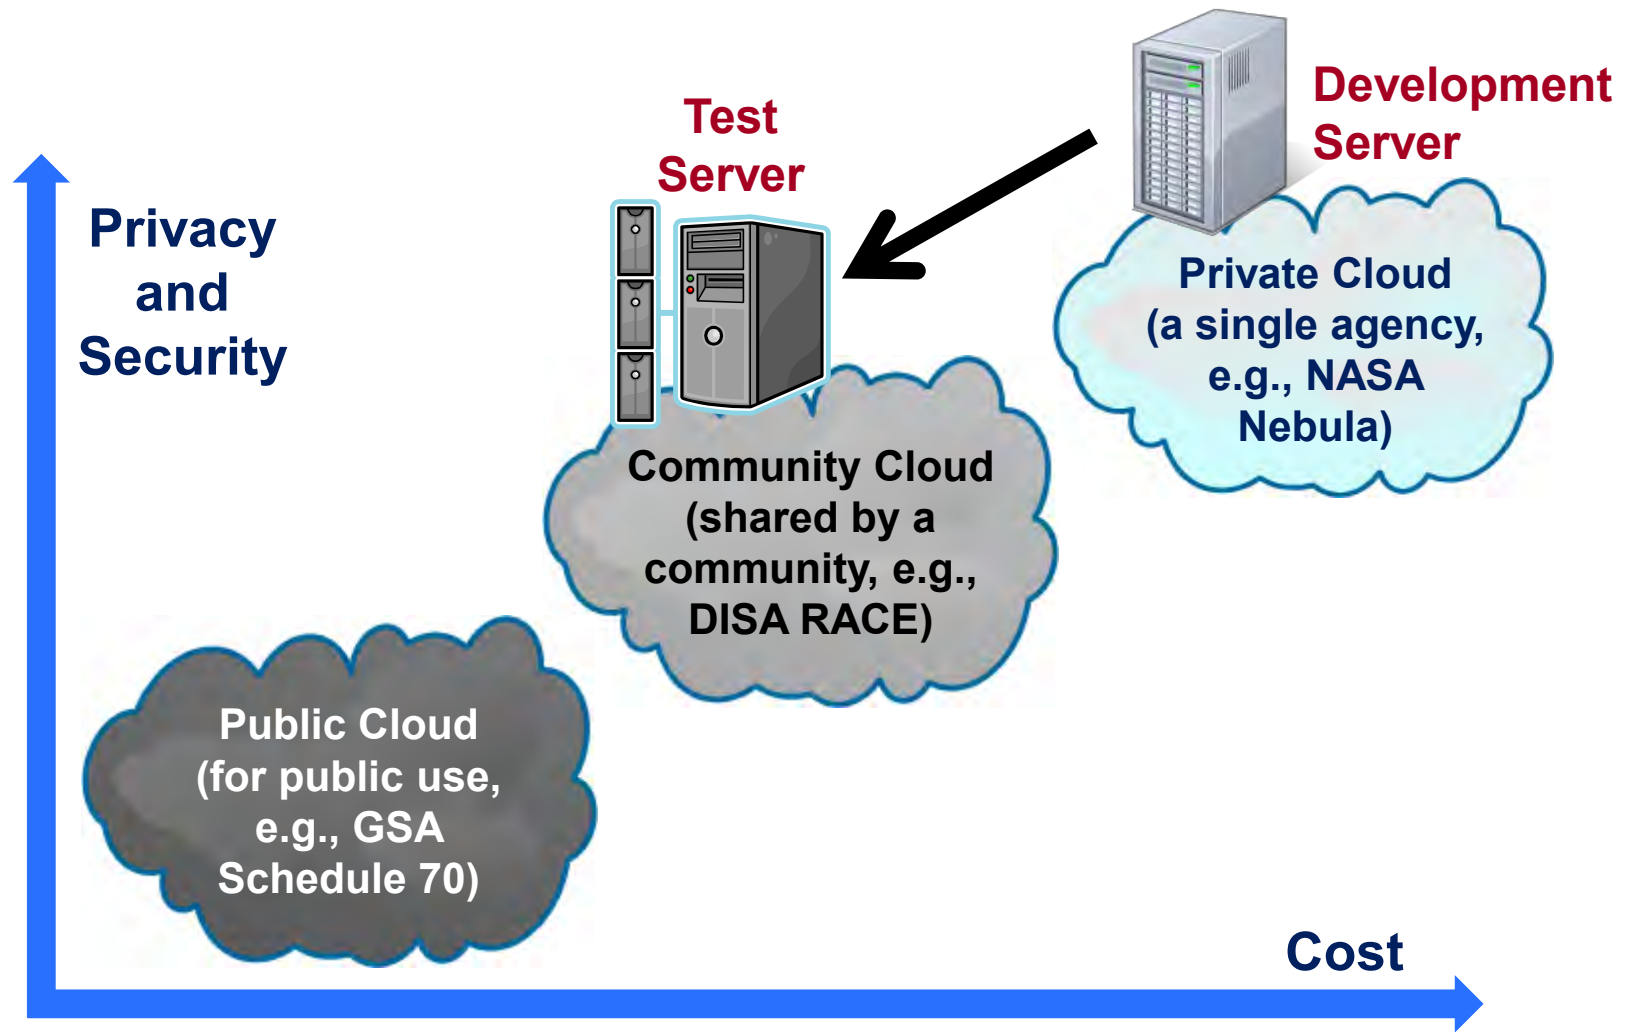 Privacy
and
Security
Test
Server
Development
Server
Private Cloud
(a single agency,
e.g., NASA
Nebula)
Community Cloud
(shared by a
community, e.g.,
DISA RACE)
Public Cloud
(for public use,
e.g., GSA
Schedule 70)
Cost